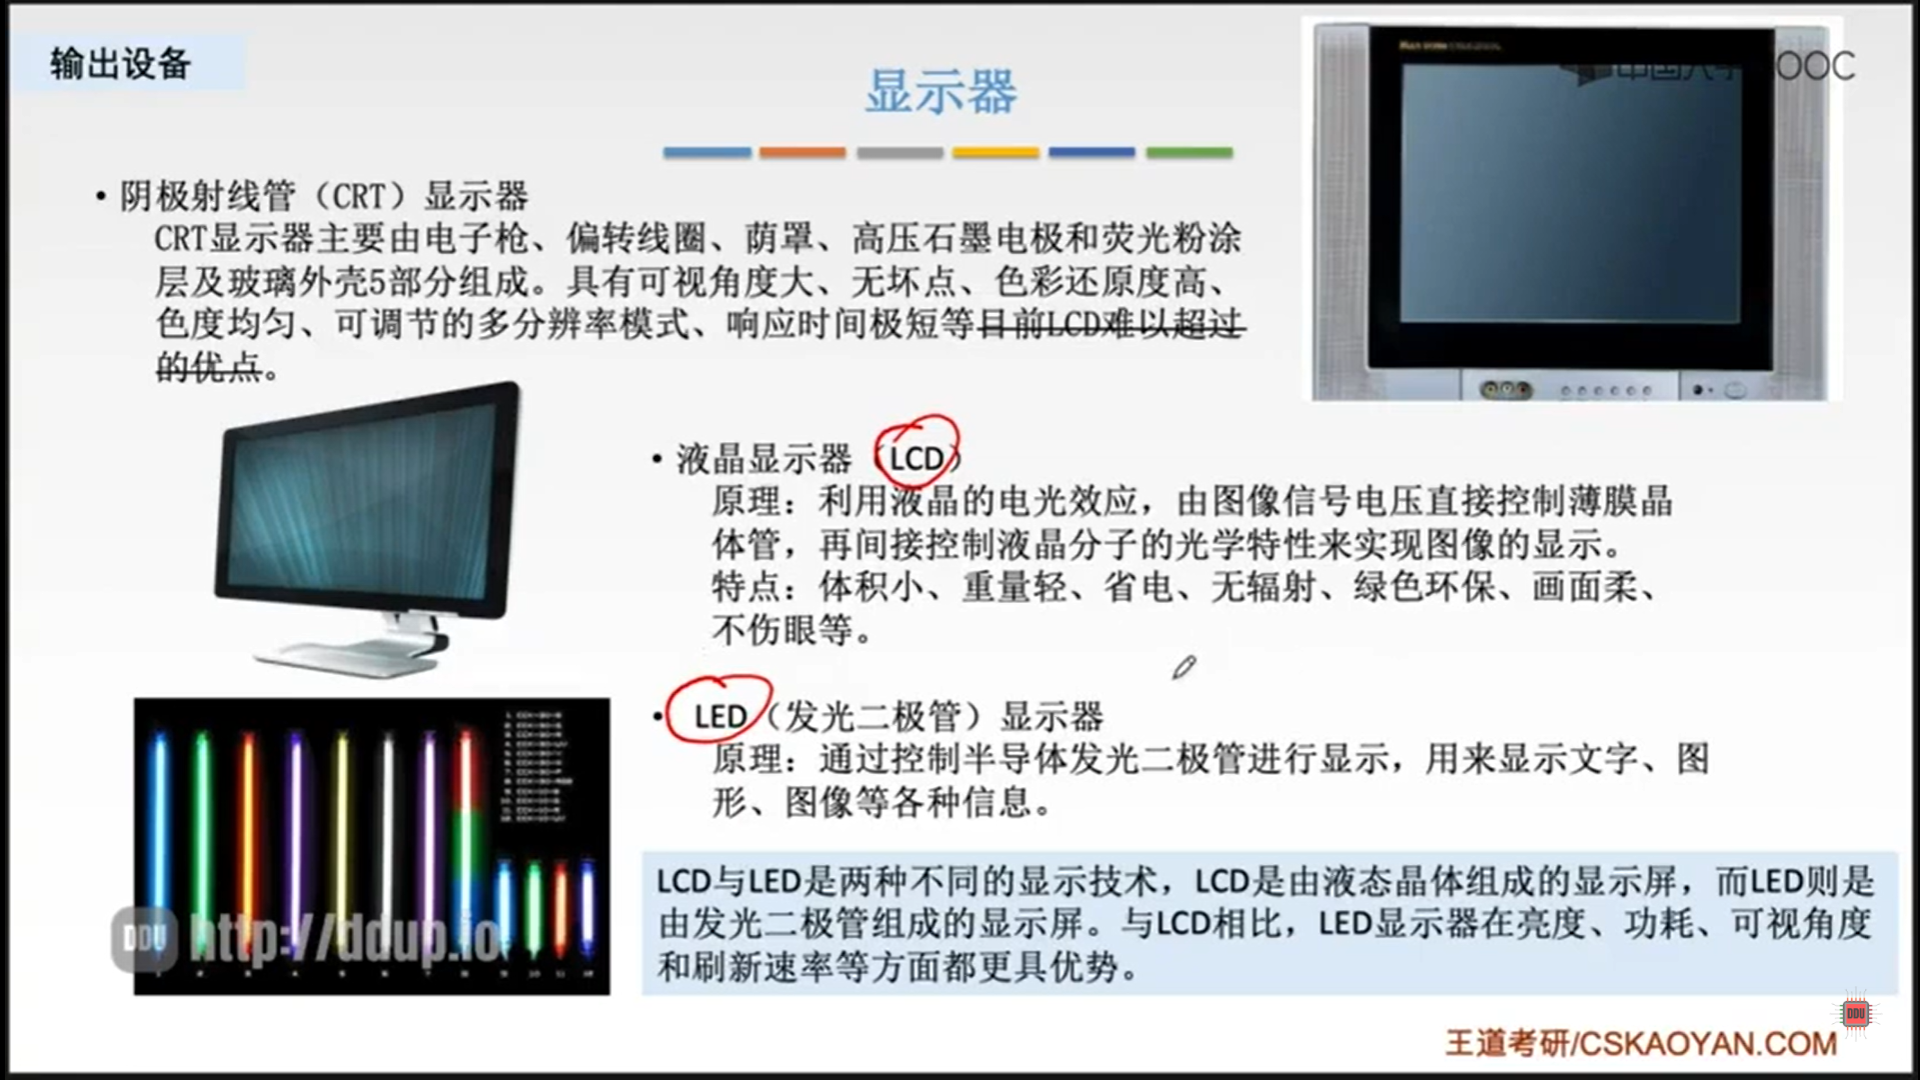 输出设备
显示器
• 阴极射线管（CRT）显示器
CRT显示器主要由电子枪、偏转线圈、荫罩、高压石墨电极和荧光粉涂
层及玻璃外壳5部分组成。具有可视角度大、无坏点、色彩还原度高、
色度均匀、可调节的多分辨率模式、响应时间极短等目前LCD难以超过
的优点。
• 液晶显示器（LCD）
原理：利用液晶的电光效应，由图像信号电压直接控制薄膜晶
体管，再间接控制液晶分子的光学特性来实现图像的显示。
特点：体积小、重量轻、省电、无辐射、绿色环保、画面柔、
不伤眼等。
• LED（发光二极管）显示器
原理：通过控制半导体发光二极管进行显示，用来显示文字、图
形、图像等各种信息。
LCD与LED是两种不同的显示技术，LCD是由液态晶体组成的显示屏，而LED则是
由发光二极管组成的显示屏。与LCD相比，LED显示器在亮度、功耗、可视角度
和刷新速率等方面都更具优势。
DDU http://ddup.io
DDU
王道考研/CSKAOYAN.COM